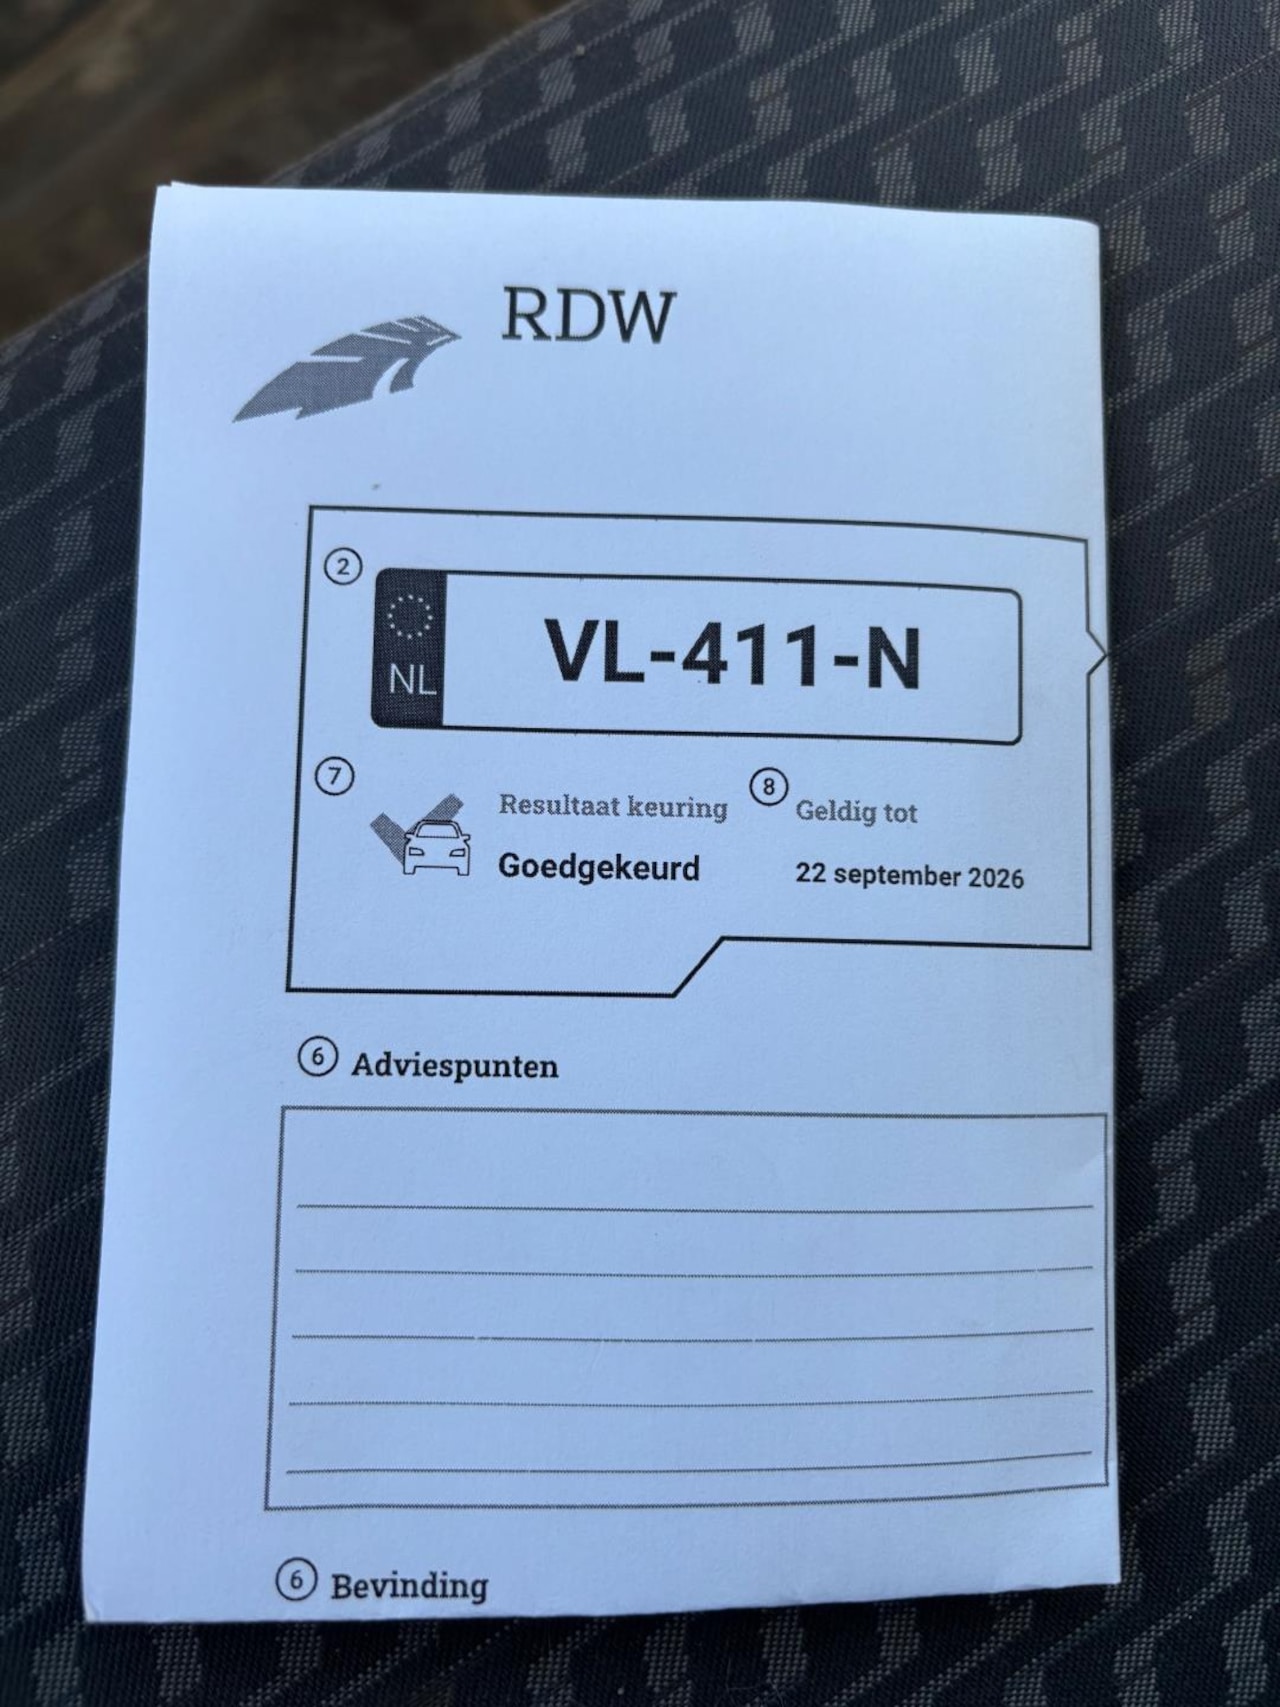 RDW
2
NL
VL-411-N
7
Resultaat keuring
8
Geldig tot
Goedgekeurd
22 september 2026
6 Adviespunten
6 Bevinding